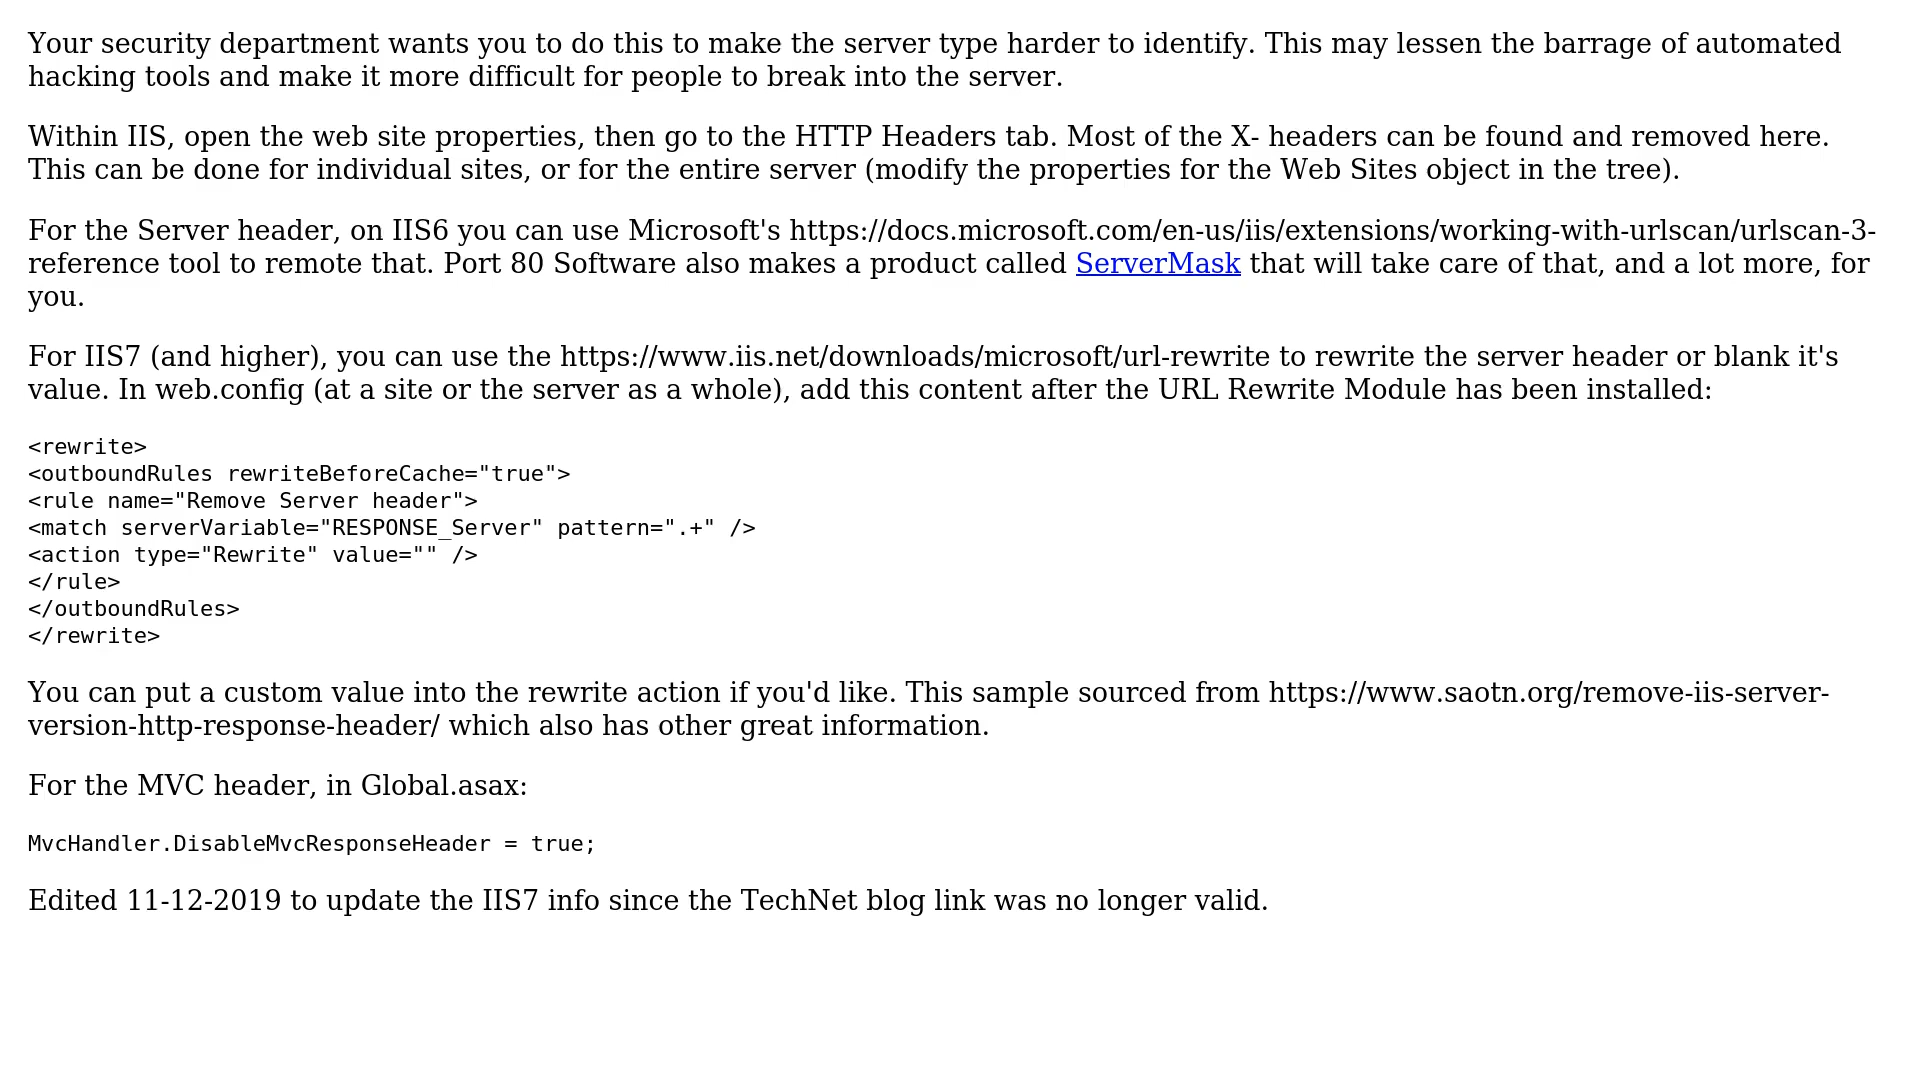 Your security department wants you to do this to make the server type harder to identify. This may lessen the barrage of automated
hacking tools and make it more difficult for people to break into the server.
Within IIS, open the web site properties, then go to the HTTP Headers tab. Most of the X- headers can be found and removed here.
This can be done for individual sites, or for the entire server (modify the properties for the Web Sites object in the tree).
For the Server header, on IIS6 you can use Microsoft's https://docs.microsoft.com/en-us/iis/extensions/working-with-urlscan/urlscan-3-
reference tool to remote that. Port 80 Software also makes a product called ServerMask that will take care of that, and a lot more, for
you.
For IIS7 (and higher), you can use the https://www.iis.net/downloads/microsoft/url-rewrite to rewrite the server header or blank it's
value. In web.config (at a site or the server as a whole), add this content after the URL Rewrite Module has been installed:
<rewrite>
<outboundRules rewriteBeforeCache="true">
<rule name="Remove Server header">
<match serverVariable="RESPONSE_Server" pattern=".+" />
<action type="Rewrite" value="" />
</rule>
</outboundRules>
</rewrite>
You can put a custom value into the rewrite action if you'd like. This sample sourced from https://www.saotn.org/remove-iis-server-
version-http-response-header/ which also has other great information.
For the MVC header, in Global.asax:
MvcHandler.DisableMvcResponseHeader = true;
Edited 11-12-2019 to update the IIS7 info since the TechNet blog link was no longer valid.